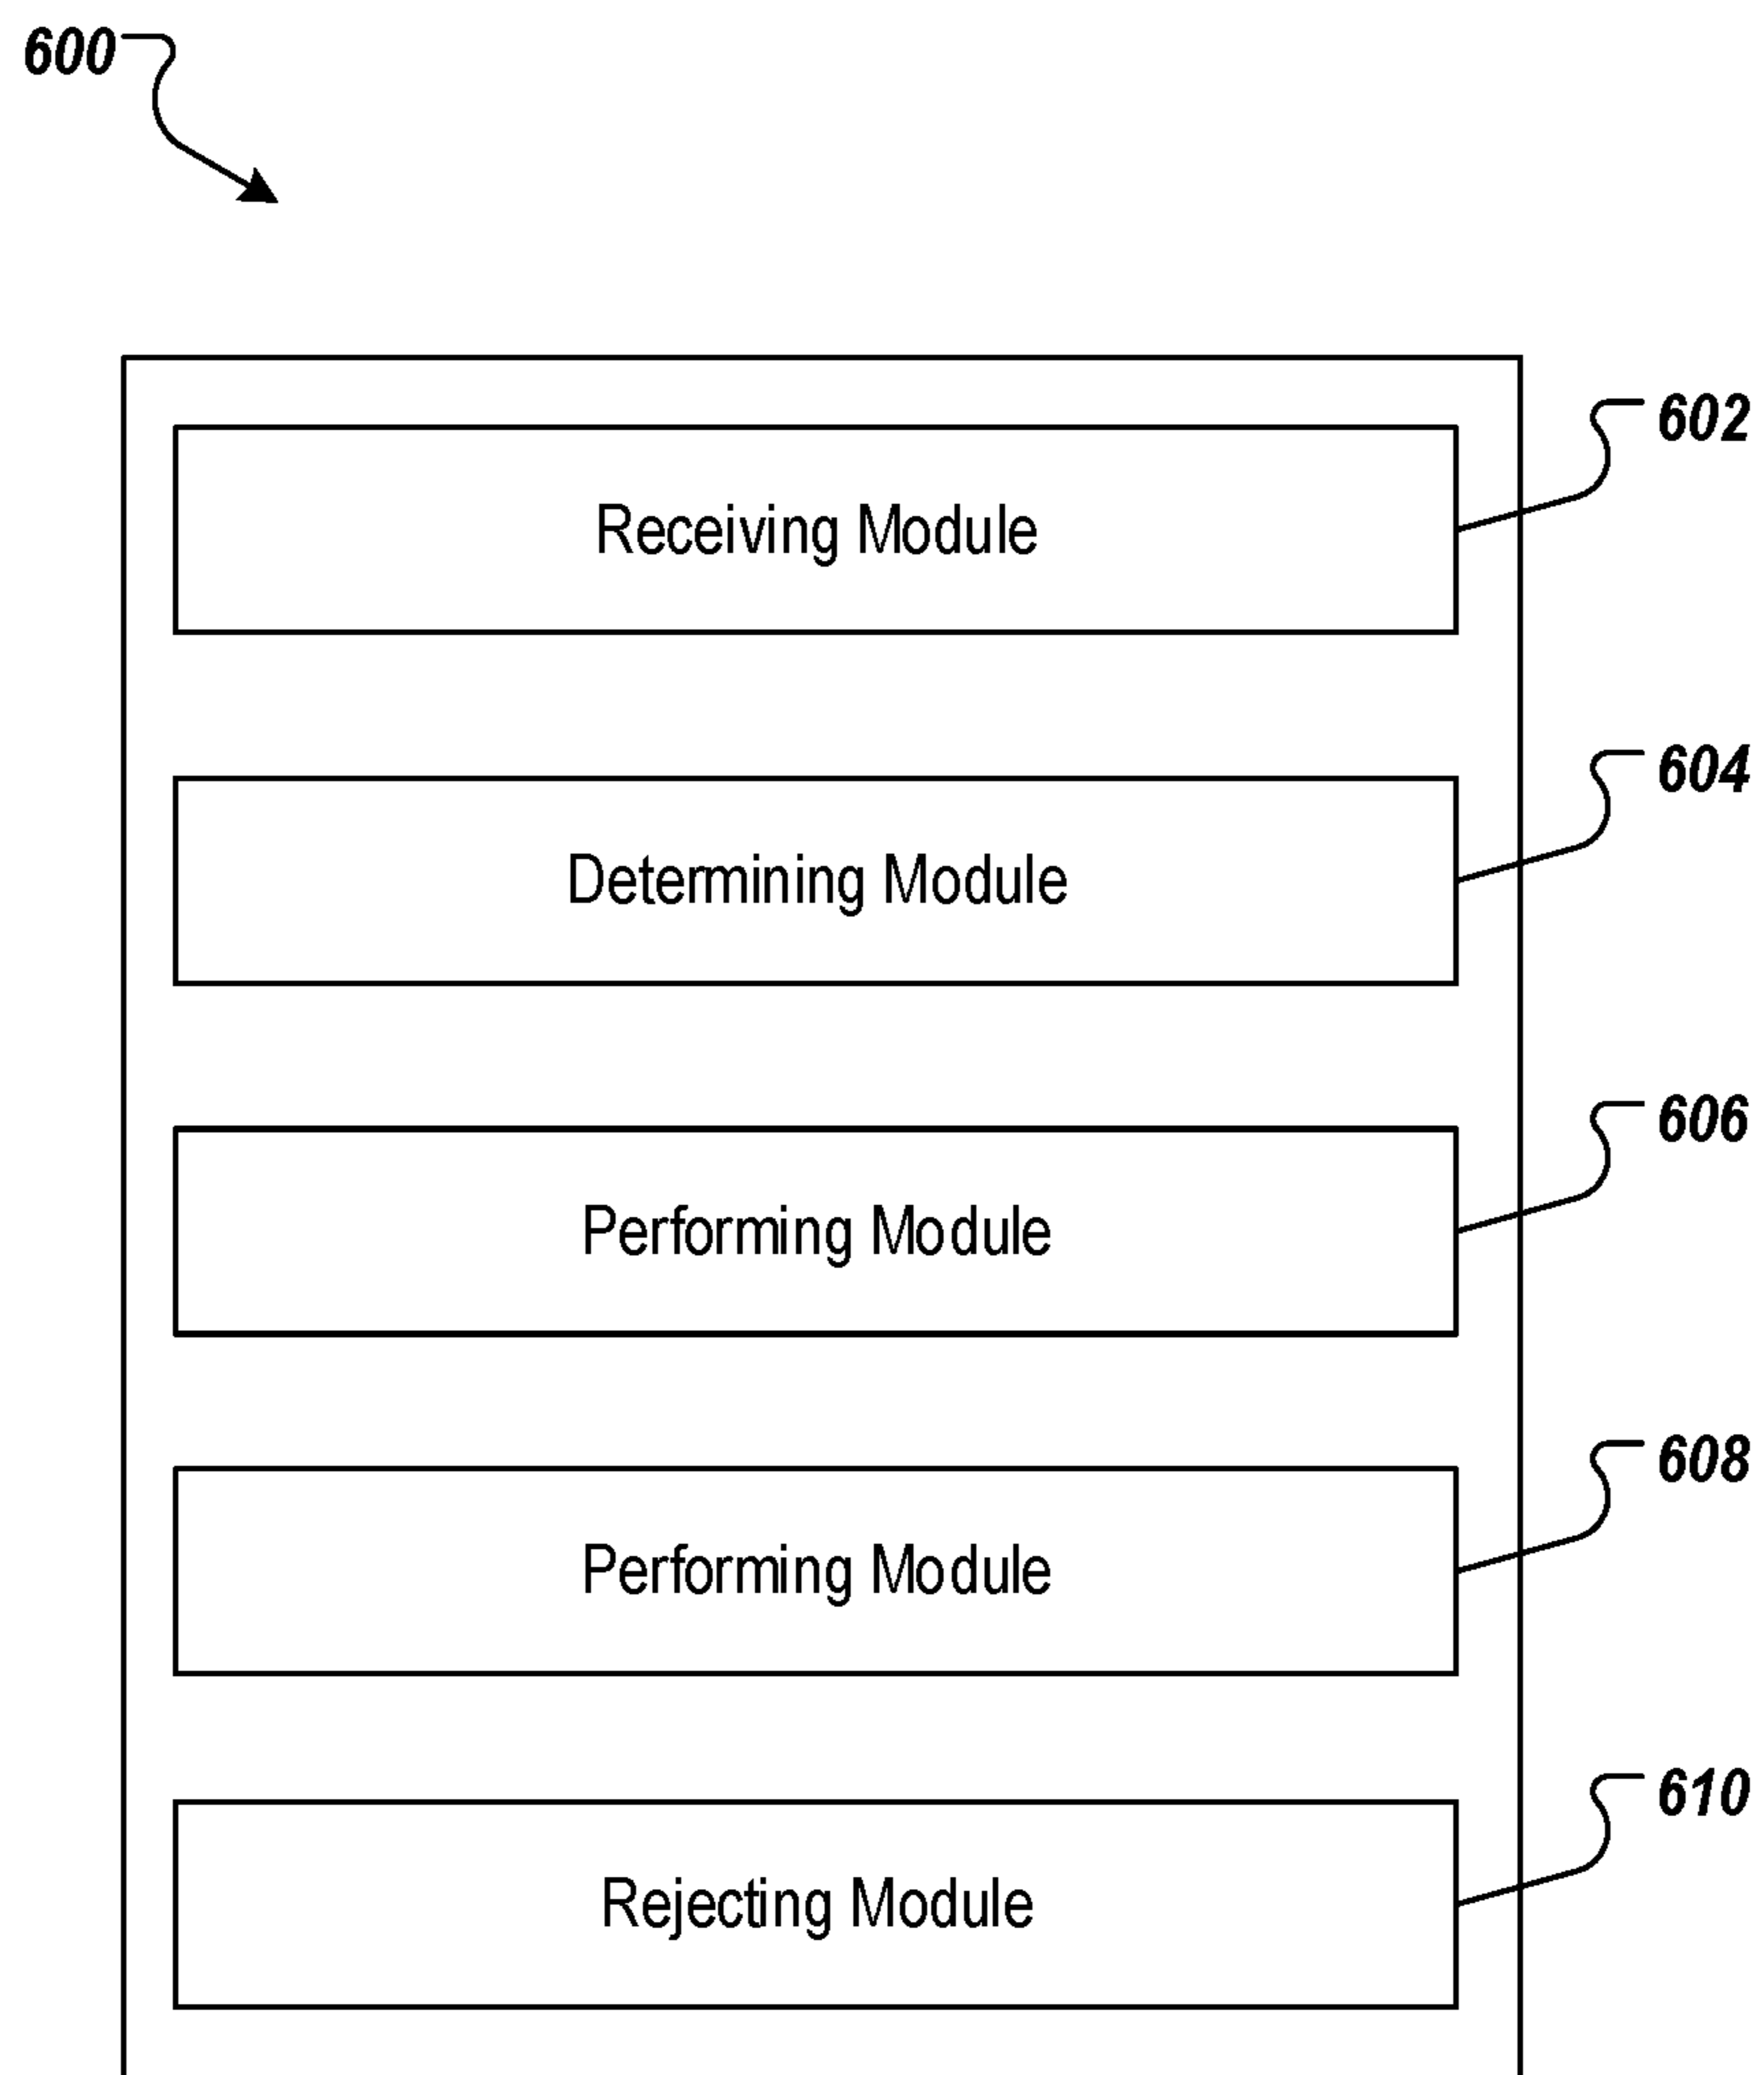 600
602
Receiving Module
604
Determining Module
606
Performing Module
608
Performing Module
610
Rejecting Module